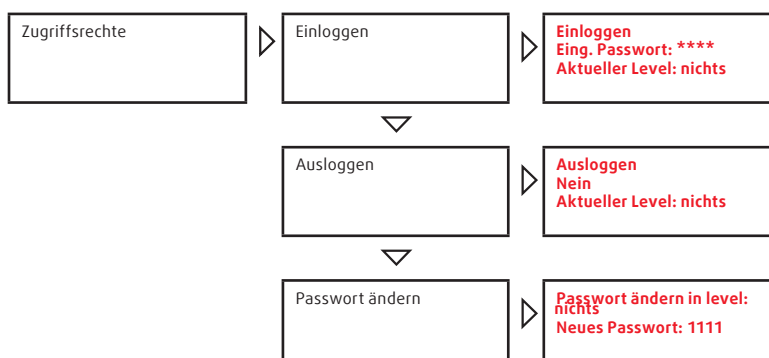 Zugriffsrechte
Einloggen
Einloggen
Eing. Passwort: ****
Aktueller Level: nichts
Ausloggen
Ausloggen
Nein
Aktueller Level: nichts
Passwort ändern
Passwort ändern in level:
nichts
Neues Passwort: 1111